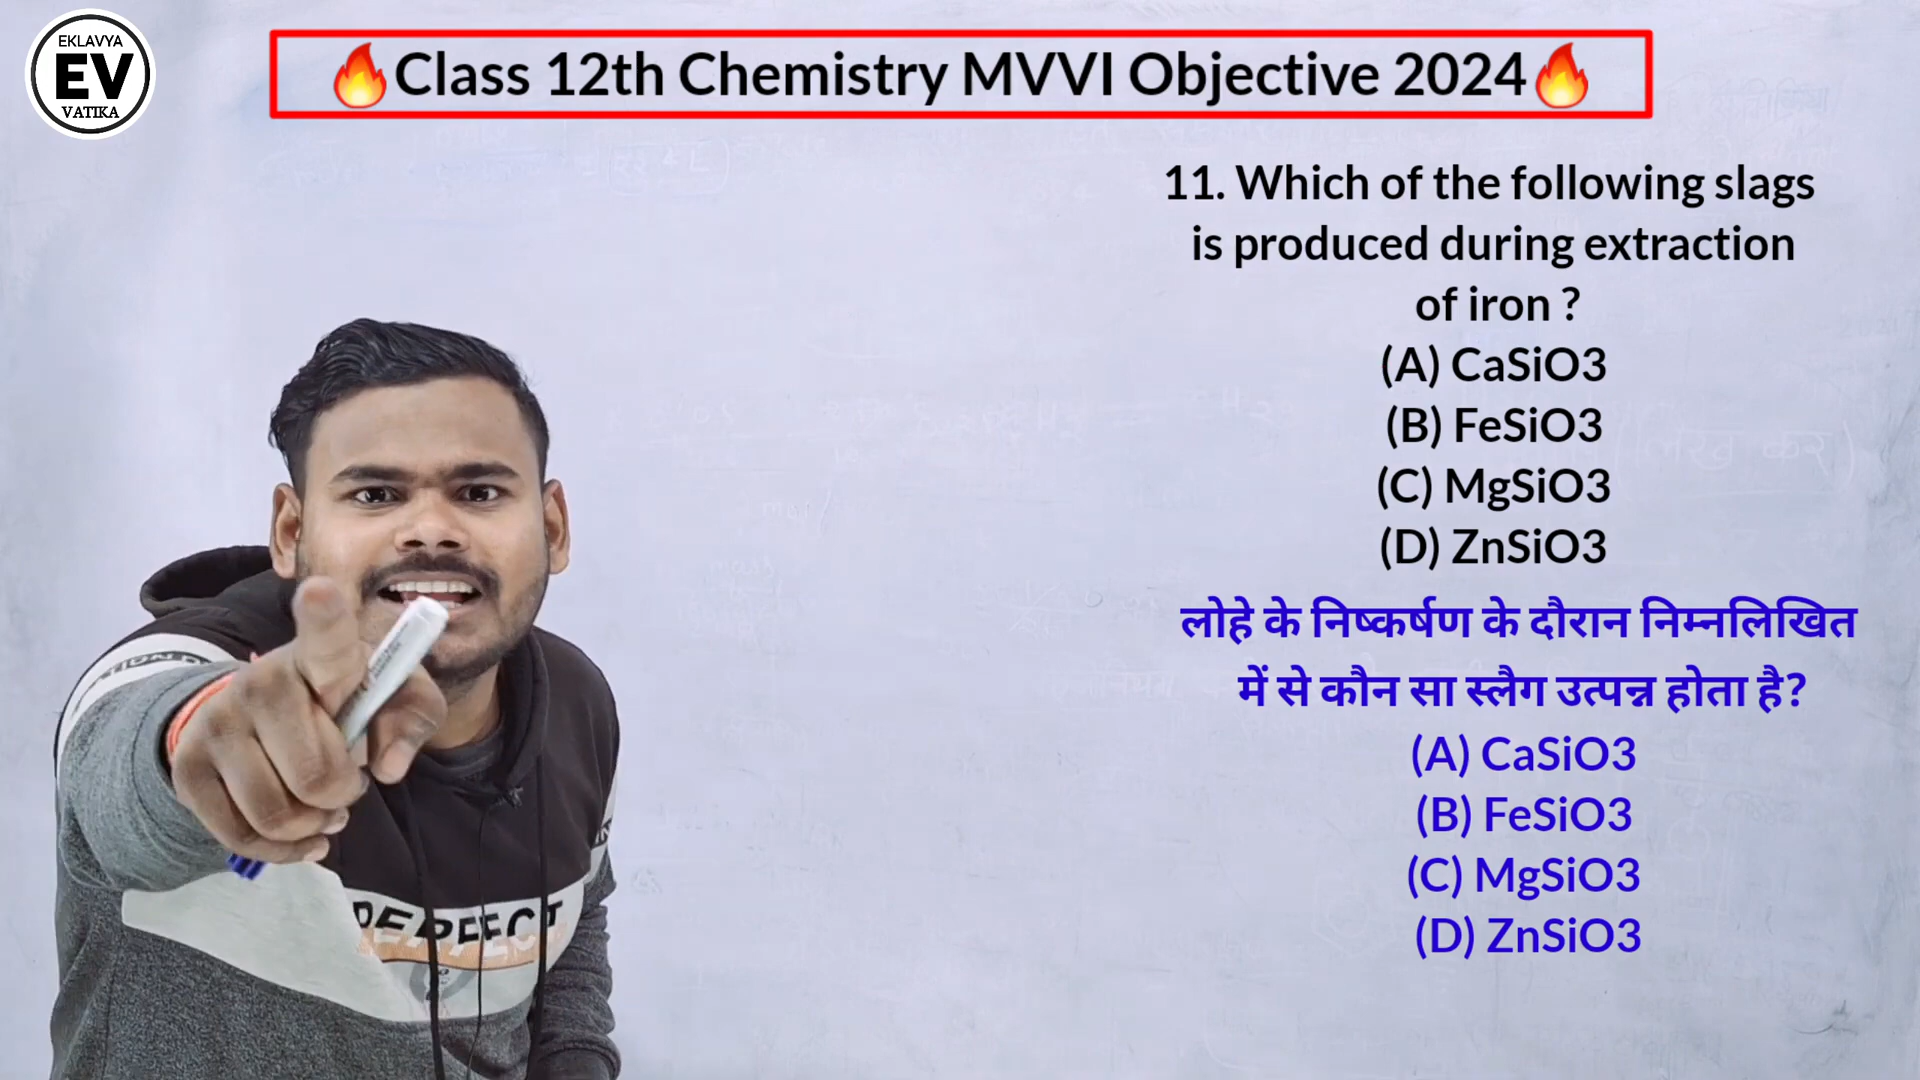 EKLAVYA
EV
VATIKA
🔥Class 12th Chemistry MVVI Objective 2024🔥
11. Which of the following slags
is produced during extraction
of iron ?
(A) CaSiO3
(B) FeSiO3
(C) MgSiO3
(D) ZnSiO3
लोहे के निष्कर्षण के दौरान निम्नलिखित
में से कौन सा स्लैग उत्पन्न होता है?
(A) CaSiO3
(B) FeSiO3
(C) MgSiO3
(D) ZnSiO3
PERFECT